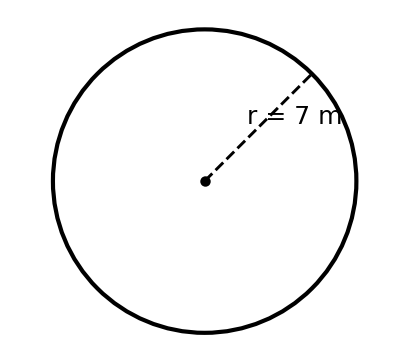 r = 7 m